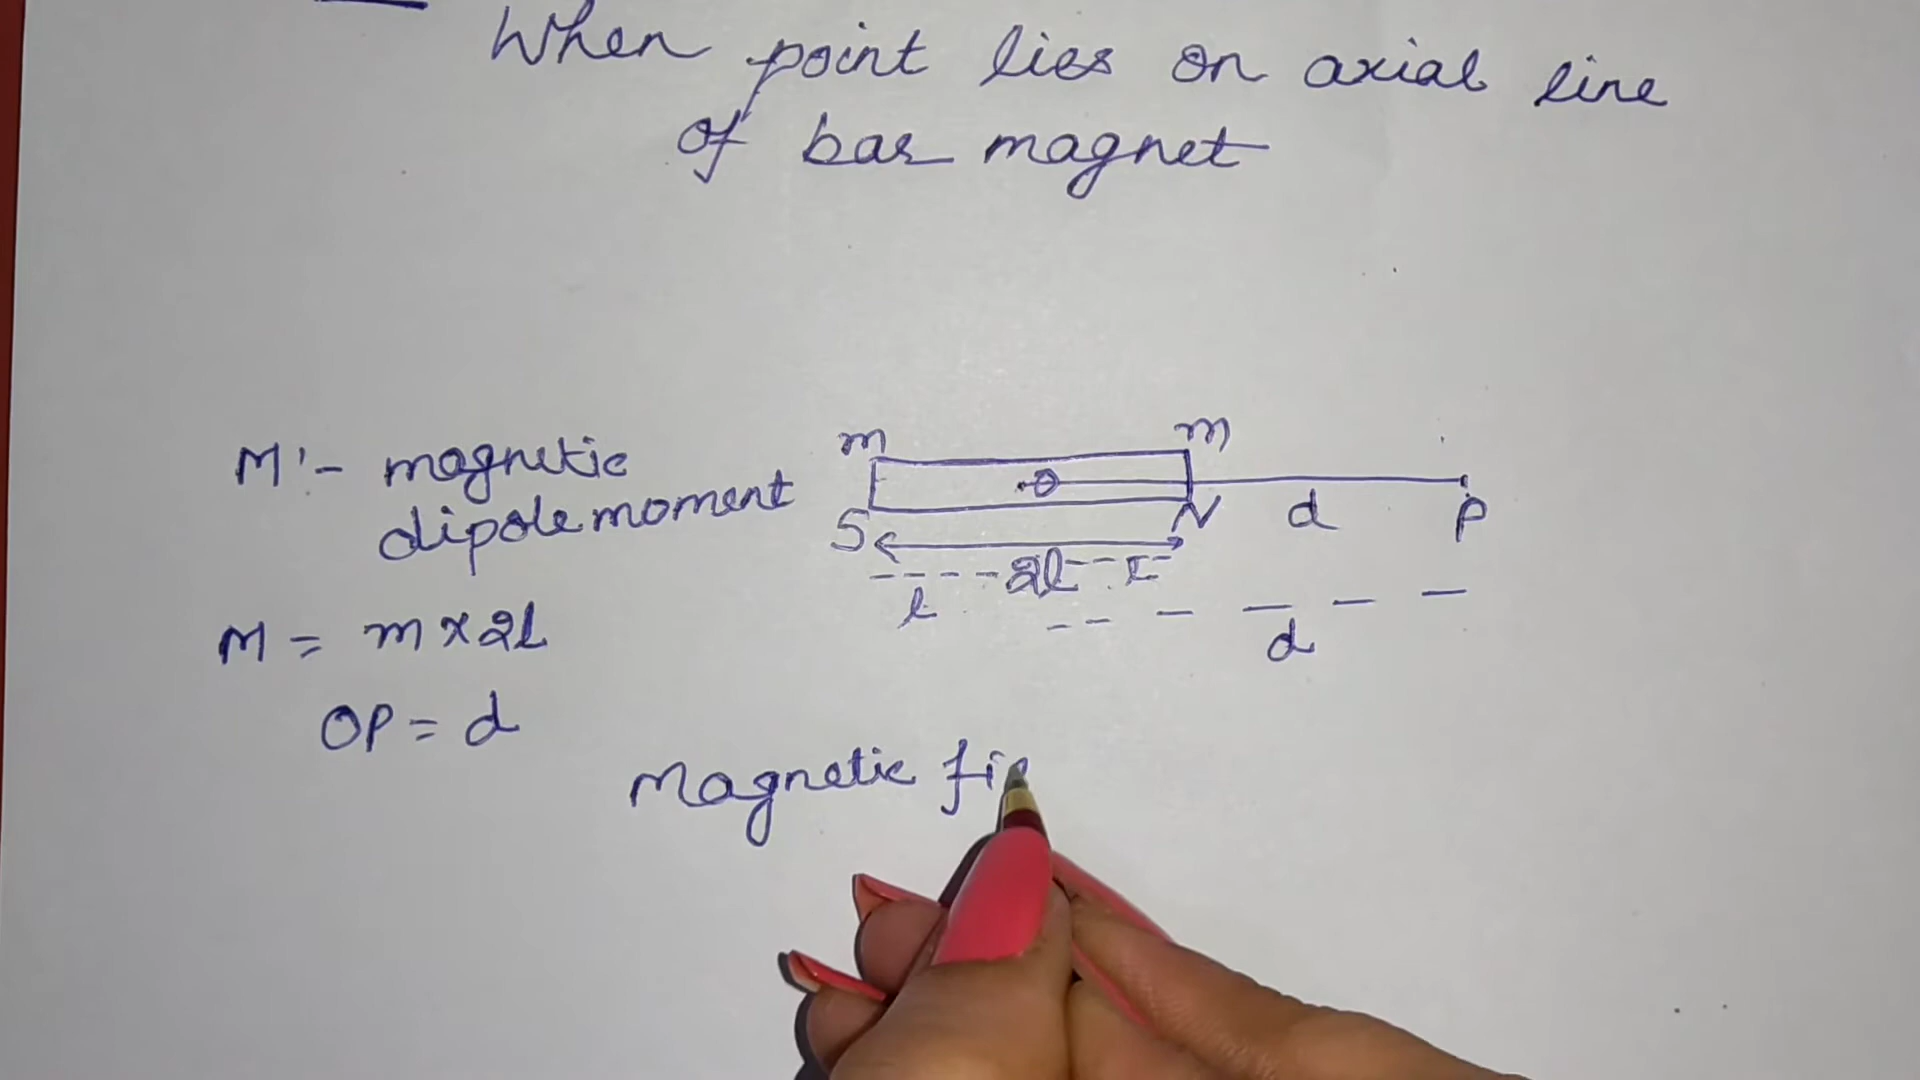 When point lies on axial line
of bar magnet
M' - magnetic
dipole moment
M = m × 2l
OP = d
m m
O
S N d P
2l
l l
d
Magnetic fi